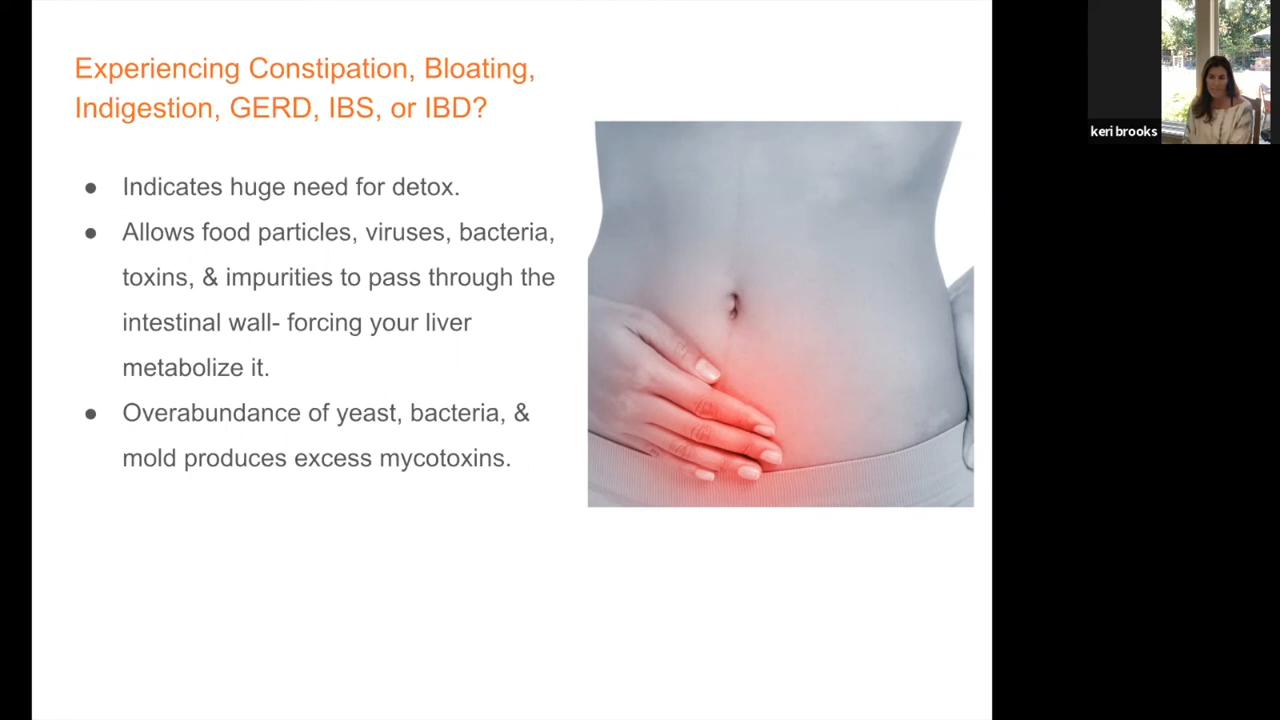 Experiencing Constipation, Bloating,
Indigestion, GERD, IBS, or IBD?
● Indicates huge need for detox.
● Allows food particles, viruses, bacteria,
toxins, & impurities to pass through the
intestinal wall- forcing your liver
metabolize it.
● Overabundance of yeast, bacteria, &
mold produces excess mycotoxins.
keri brooks